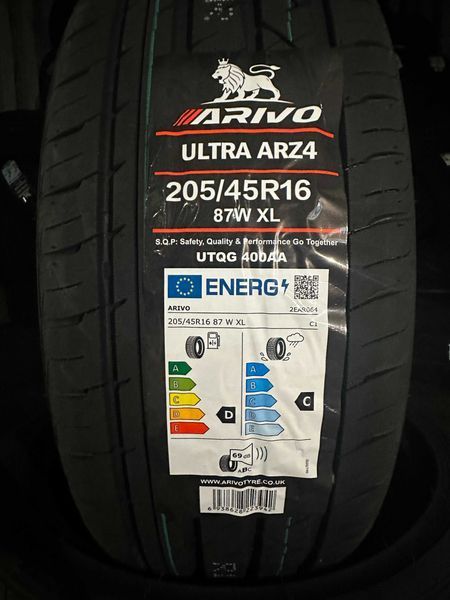 ARIVO
ULTRA ARZ4
205/45R16
87W XL
S.Q.P: Safety, Quality & Performance Go Together
UTQG 400AA
ENERG
ARIVO 2EAR064
205/45R16 87 W XL C1
A
B
C
D
E
D
A
B
C
D
E
C
69 dB
ABC
WWW.ARIVOTYRE.CO.UK